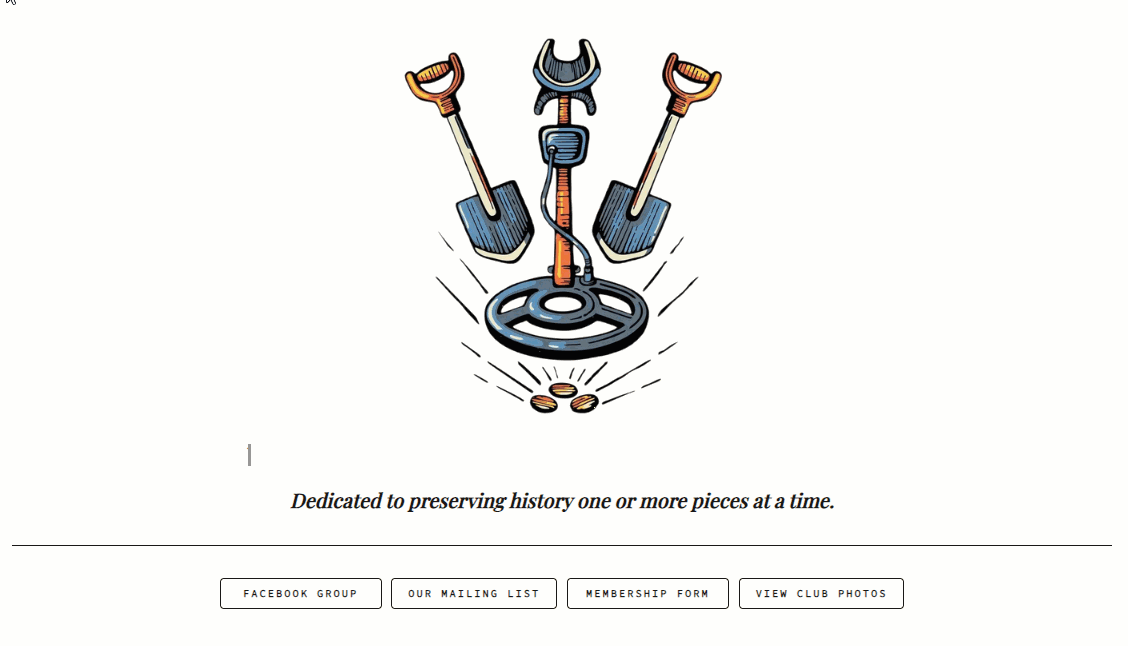 Dedicated to preserving history one or more pieces at a time.
FACEBOOK GROUP
OUR MAILING LIST
MEMBERSHIP FORM
VIEW CLUB PHOTOS